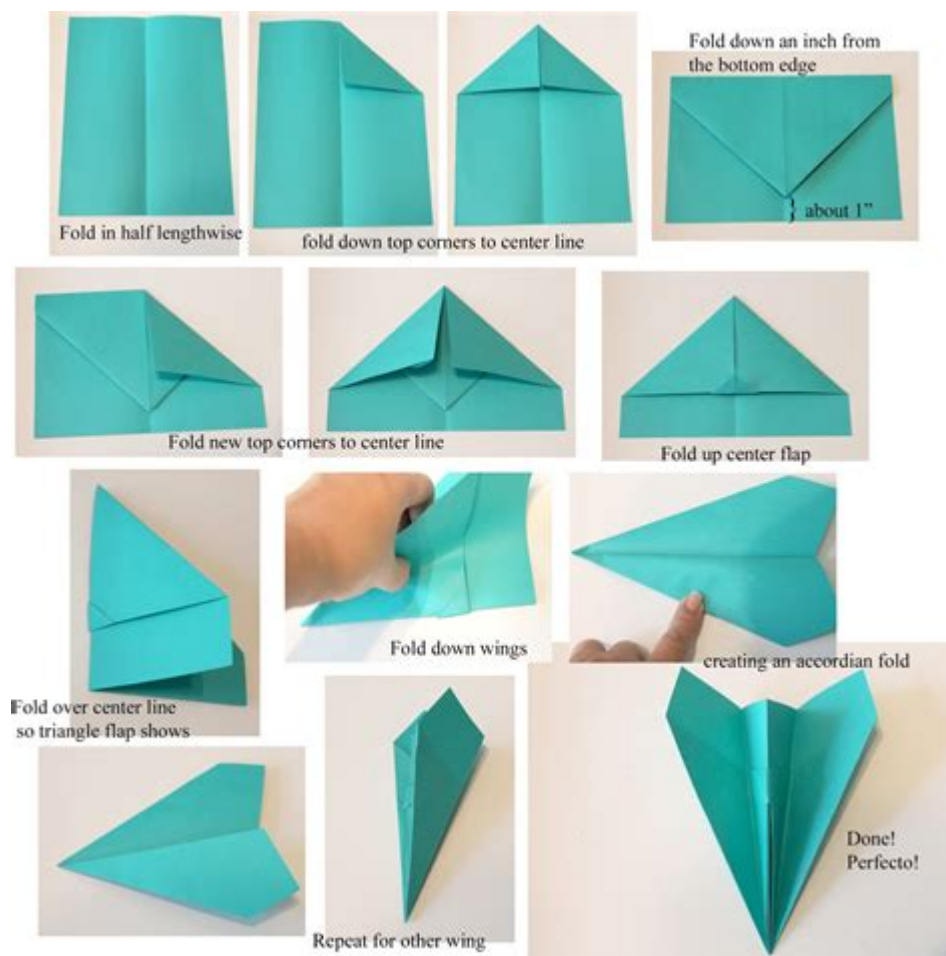 Fold in half lengthwise
fold down top corners to center line
Fold down an inch from
the bottom edge
} about 1"
Fold new top corners to center line
Fold up center flap
Fold over center line
so triangle flap shows
Fold down wings
creating an accordian fold
Repeat for other wing
Done!
Perfecto!